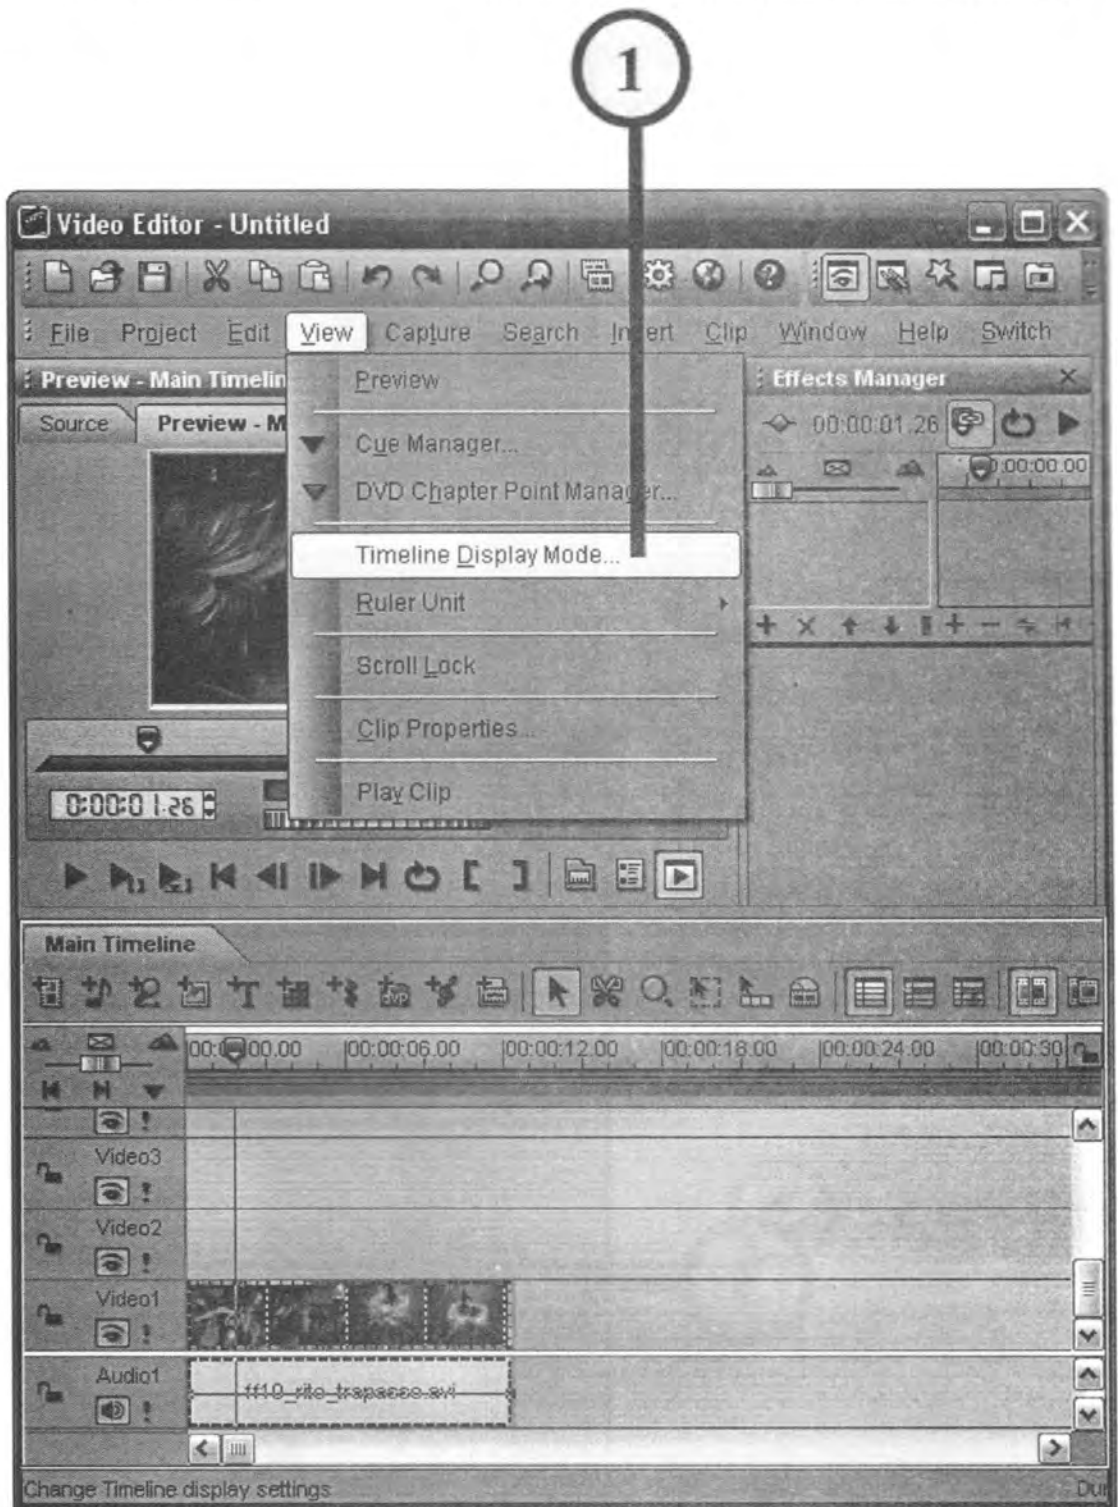 1
Video Editor - Untitled
File Project Edit View Capture Search Insert Clip Window Help Switch
Preview - Main Timelin
Effects Manager
Source Preview - M
00:00:01.26
00:00:00.00
Preview
Cue Manager...
DVD Chapter Point Manager...
Timeline Display Mode...
Ruler Unit
Scroll Lock
Clip Properties...
Play Clip
0:00:01.26
Main Timeline
00:00:06.00 00:00:12.00 00:00:18.00 00:00:24.00 00:00:30
Video3
Video2
Video1
Audio1
ff10_rito_trapasso.avi
Change Timeline display settings
Dur